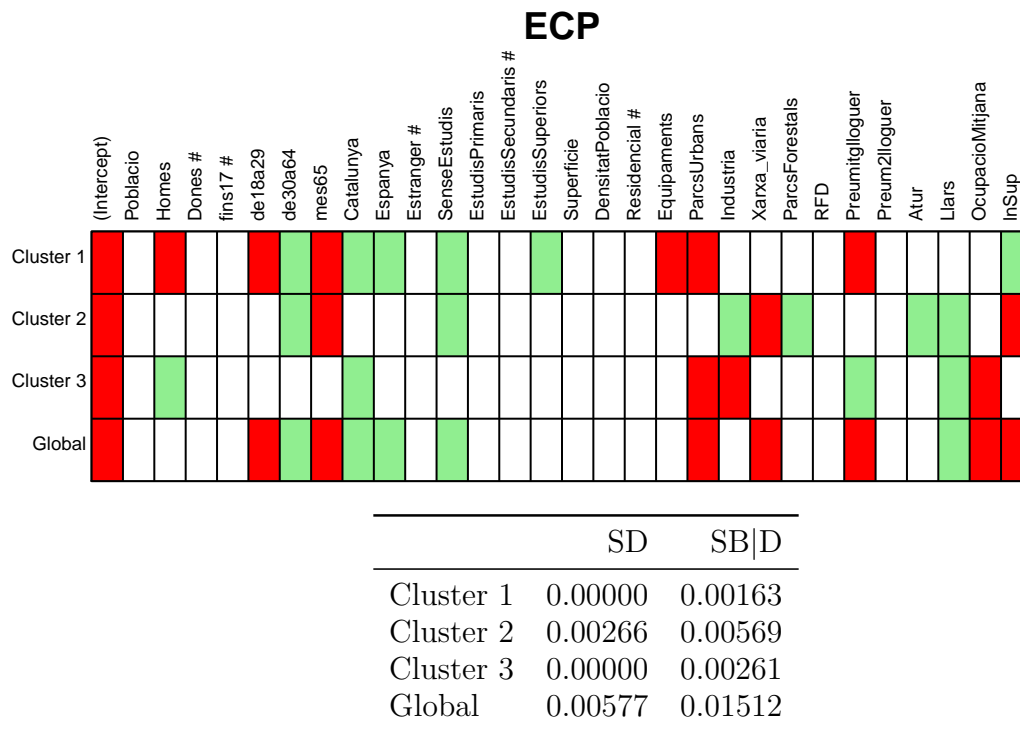 ECP
(Intercept)
Poblacio
Homes
Dones #
fins17 #
de18a29
de30a64
mes65
Catalunya
Espanya
Estranger #
SenseEstudis
EstudisPrimaris
EstudisSecundaris #
EstudisSuperiors
Superficie
DensitatPoblacio
Residencial #
Equipaments
ParcsUrbans
Industria
Xarxa_viaria
ParcsForestals
RFD
Preumitglloguer
Preum2lloguer
Atur
Llars
OcupacioMitjana
InSup
Cluster 1
Cluster 2
Cluster 3
Global
SD SB|D
Cluster 1 0.00000 0.00163
Cluster 2 0.00266 0.00569
Cluster 3 0.00000 0.00261
Global 0.00577 0.01512